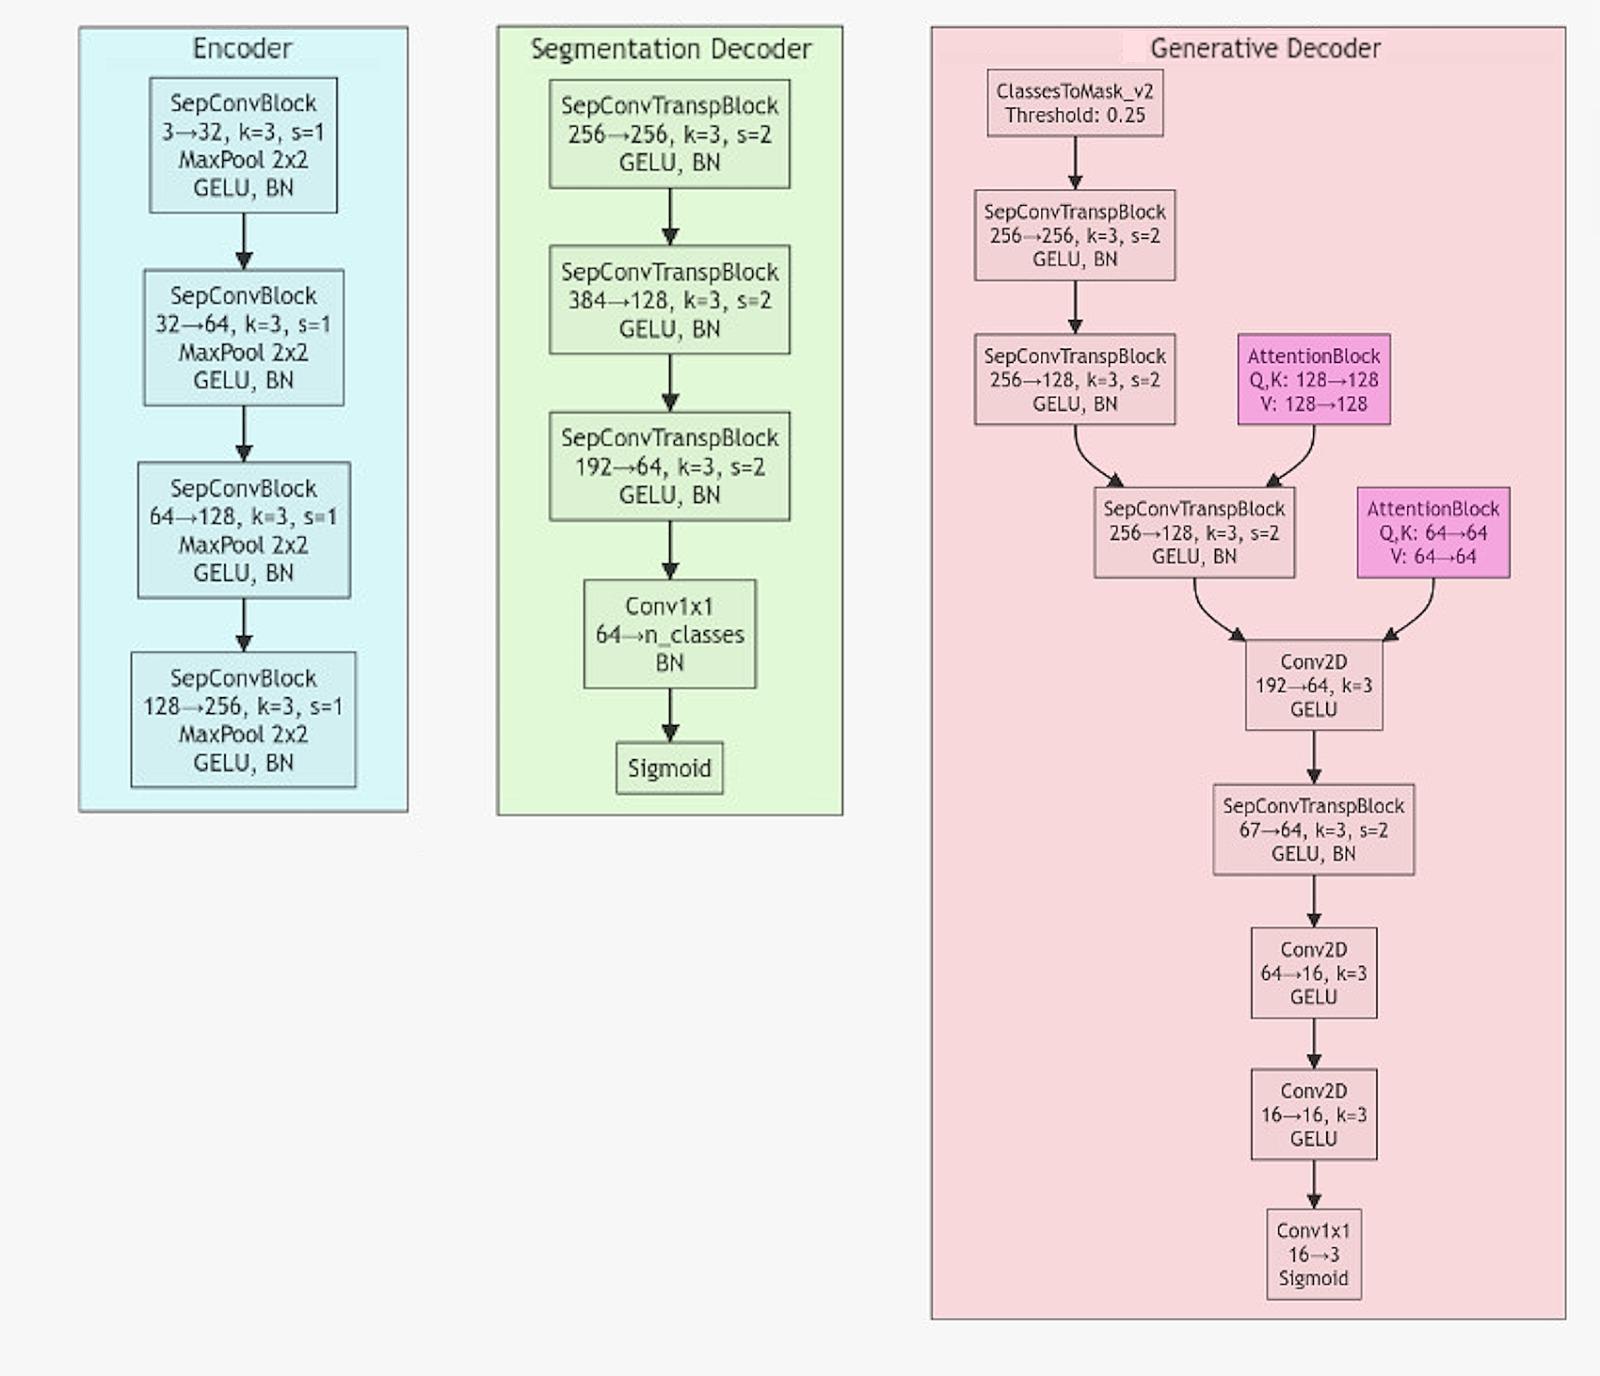 Encoder
SepConvBlock
3→32, k=3, s=1
MaxPool 2x2
GELU, BN
SepConvBlock
32→64, k=3, s=1
MaxPool 2x2
GELU, BN
SepConvBlock
64→128, k=3, s=1
MaxPool 2x2
GELU, BN
SepConvBlock
128→256, k=3, s=1
MaxPool 2x2
GELU, BN
Segmentation Decoder
SepConvTranspBlock
256→256, k=3, s=2
GELU, BN
SepConvTranspBlock
384→128, k=3, s=2
GELU, BN
SepConvTranspBlock
192→64, k=3, s=2
GELU, BN
Conv1x1
64→n_classes
BN
Sigmoid
Generative Decoder
ClassesToMask_v2
Threshold: 0.25
SepConvTranspBlock
256→256, k=3, s=2
GELU, BN
SepConvTranspBlock
256→128, k=3, s=2
GELU, BN
AttentionBlock
Q,K: 128→128
V: 128→128
SepConvTranspBlock
256→128, k=3, s=2
GELU, BN
AttentionBlock
Q,K: 64→64
V: 64→64
Conv2D
192→64, k=3
GELU
SepConvTranspBlock
67→64, k=3, s=2
GELU, BN
Conv2D
64→16, k=3
GELU
Conv2D
16→16, k=3
GELU
Conv1x1
16→3
Sigmoid